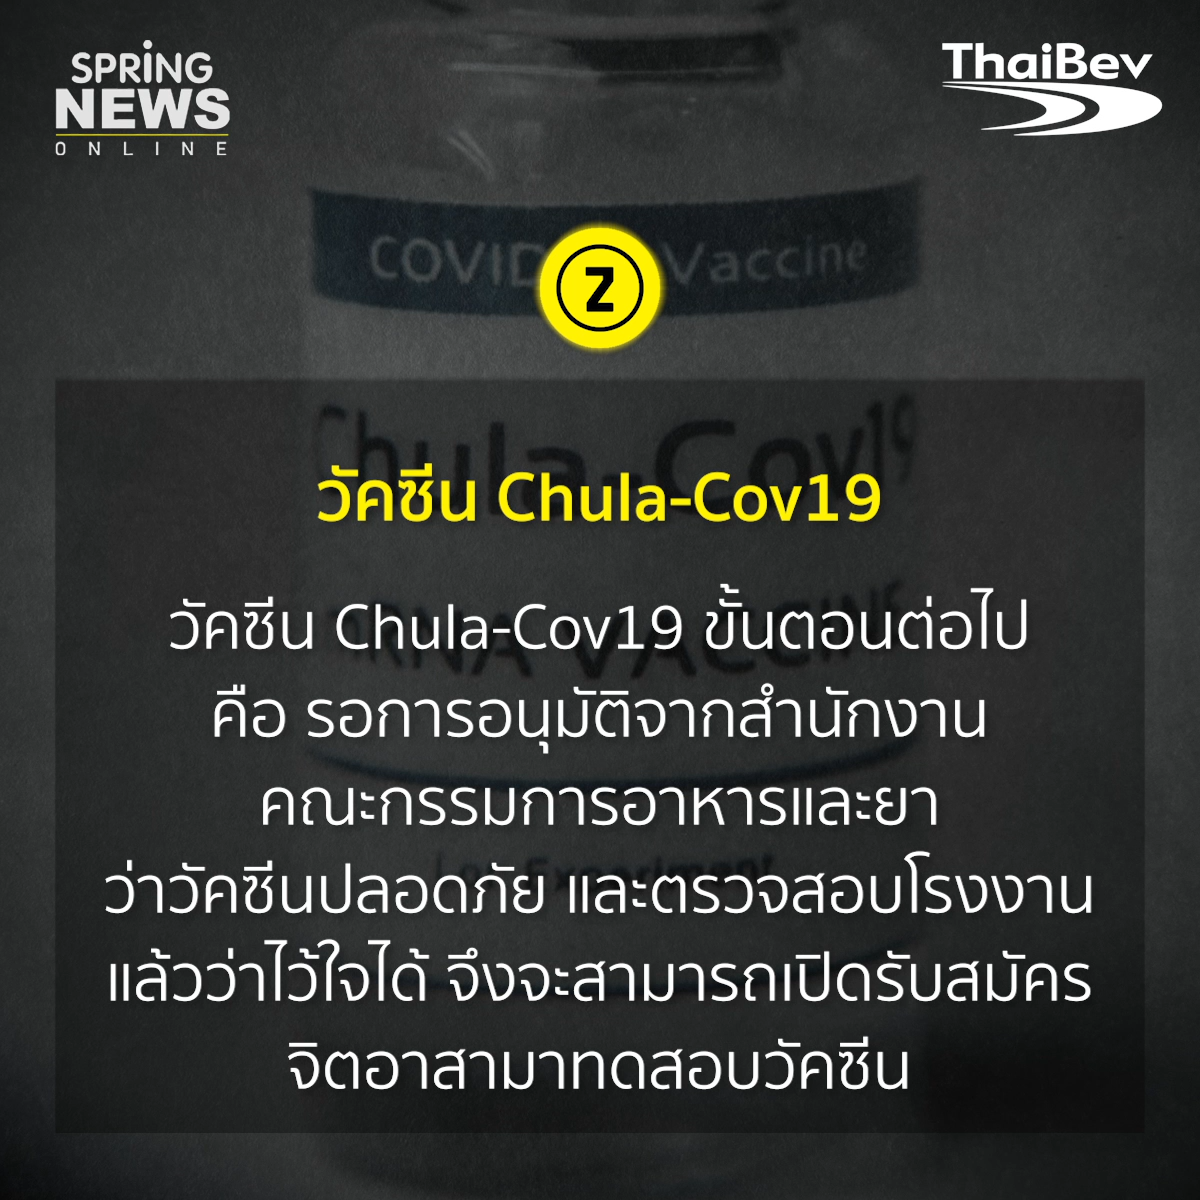 SPRING
NEWS
ONLINE
ThaiBev
COVID Vaccine
Z
Chula-Cov19
วัคซีน Chula-Cov19
mRNA VACCINE
วัคซีน Chula-Cov19 ขั้นตอนต่อไป
คือ รอการอนุมัติจากสำนักงาน
คณะกรรมการอาหารและยา
ว่าวัคซีนปลอดภัย และตรวจสอบโรงงาน
แล้วว่าไว้ใจได้ จึงจะสามารถเปิดรับสมัคร
จิตอาสามาทดสอบวัคซีน